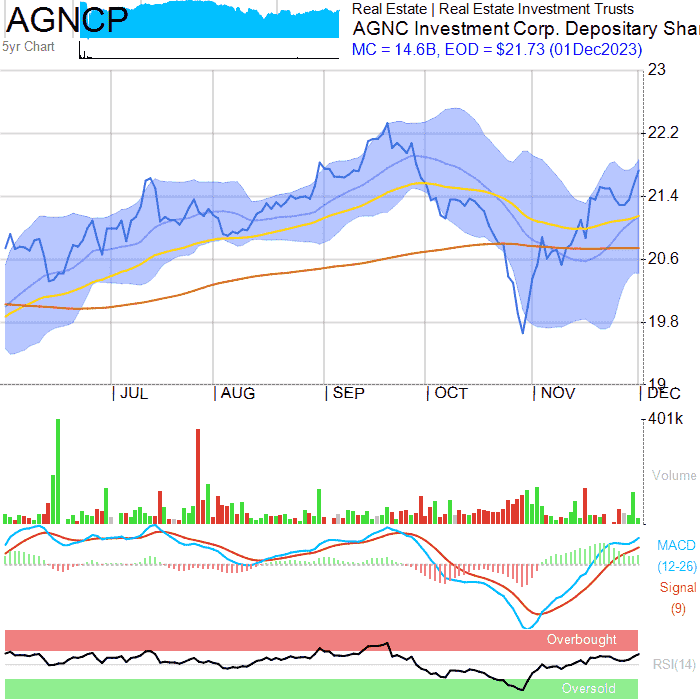 AGNCP
5yr Chart
Real Estate | Real Estate Investment Trusts
AGNC Investment Corp. Depositary Shar
MC = 14.6B, EOD = $21.73 (01Dec2023)
23
22.2
21.4
20.6
19.8
19
JUL
AUG
SEP
OCT
NOV
DEC
401k
Volume
MACD
(12-26)
Signal
(9)
Overbought
RSI(14)
Oversold